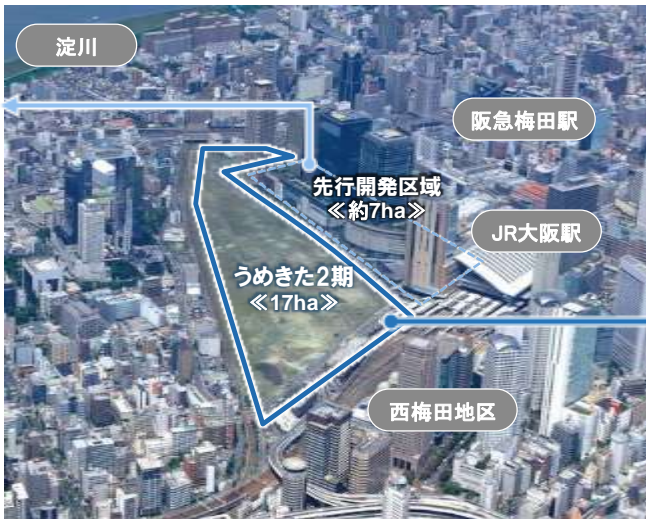 淀川
阪急梅田駅
先行開発区域
≪約7ha≫
JR大阪駅
うめきた2期
≪17ha≫
西梅田地区